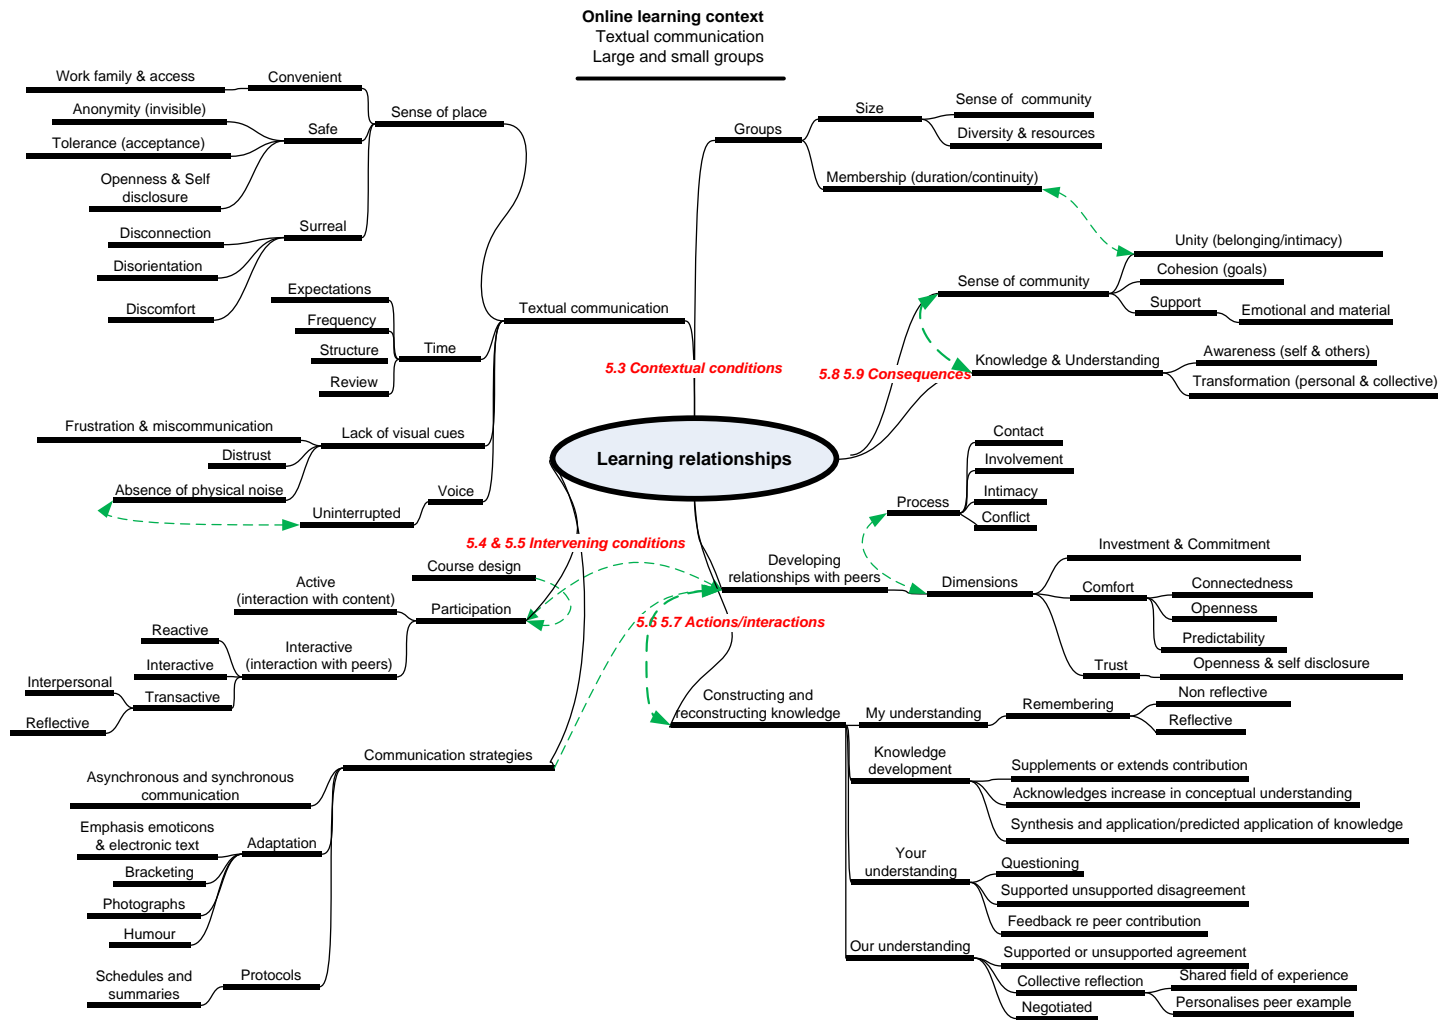 Online learning context
Textual communication
Large and small groups
Work family & access
Convenient
Anonymity (invisible)
Safe
Sense of place
Tolerance (acceptance)
Openness & Self
disclosure
Surreal
Disconnection
Disorientation
Discomfort
Expectations
Frequency
Structure
Review
Time
Textual communication
Frustration & miscommunication
Lack of visual cues
Distrust
Absence of physical noise
Voice
Uninterrupted
Groups
Size
Sense of  community
Diversity & resources
Membership (duration/continuity)
Unity (belonging/intimacy)
Cohesion (goals)
Sense of community
Support
Emotional and material
Knowledge & Understanding
Awareness (self & others)
Transformation (personal & collective)
5.3 Contextual conditions
5.8 5.9 Consequences
Learning relationships
5.4 & 5.5 Intervening conditions
5.6 5.7 Actions/interactions
Course design
Active
(interaction with content)
Participation
Reactive
Interactive
(interaction with peers)
Interactive
Interpersonal
Transactive
Reflective
Communication strategies
Asynchronous and synchronous
communication
Emphasis emoticons
& electronic text
Adaptation
Bracketing
Photographs
Humour
Schedules and
summaries
Protocols
Contact
Involvement
Process
Intimacy
Conflict
Developing
relationships with peers
Dimensions
Investment & Commitment
Comfort
Connectedness
Openness
Predictability
Trust
Openness & self disclosure
Constructing and
reconstructing knowledge
My understanding
Remembering
Non reflective
Reflective
Knowledge
development
Supplements or extends contribution
Acknowledges increase in conceptual understanding
Synthesis and application/predicted application of knowledge
Your
understanding
Questioning
Supported unsupported disagreement
Feedback re peer contribution
Our understanding
Supported or unsupported agreement
Collective reflection
Shared field of experience
Personalises peer example
Negotiated